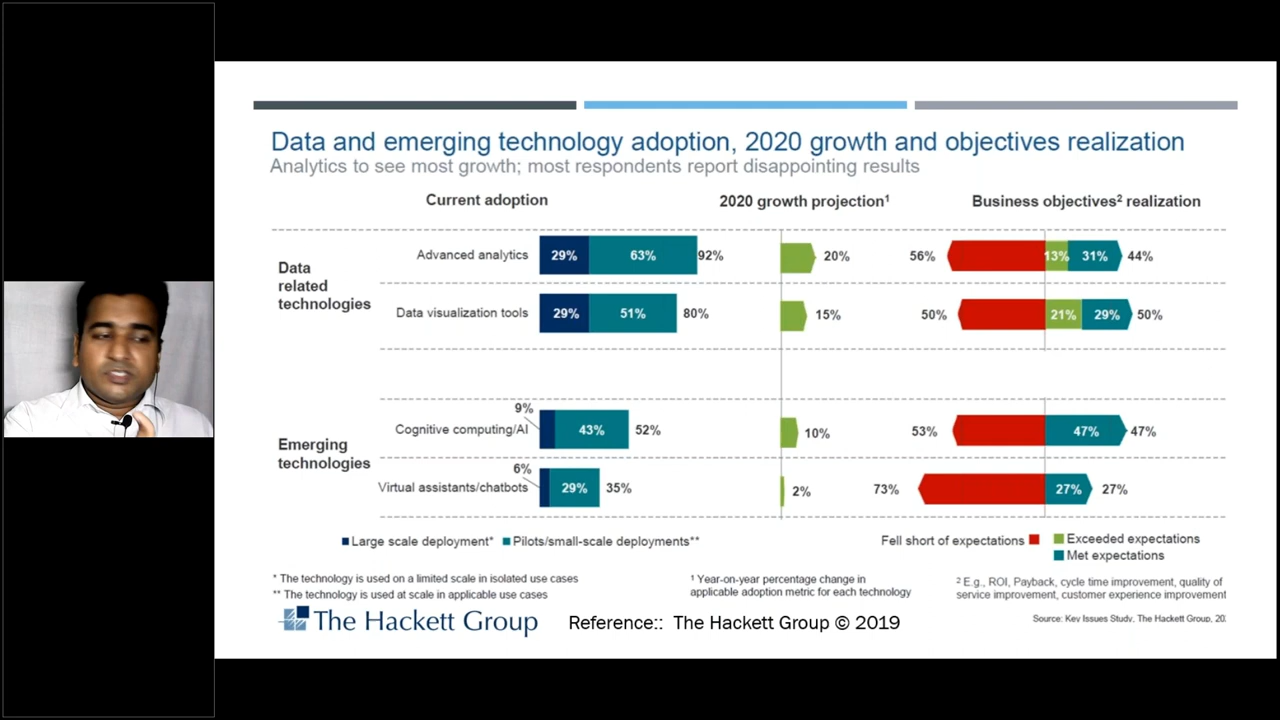 Data and emerging technology adoption, 2020 growth and objectives realization
Analytics to see most growth; most respondents report disappointing results
Current adoption
2020 growth projection¹
Business objectives² realization
Data
related
technologies
Advanced analytics 29% 63% 92% 20% 56% 13% 31% 44%
Data visualization tools 29% 51% 80% 15% 50% 21% 29% 50%
Emerging
technologies
9%
Cognitive computing/AI 43% 52% 10% 53% 47% 47%
6%
Virtual assistants/chatbots 29% 35% 2% 73% 27% 27%
Large scale deployment* Pilots/small-scale deployments**
Fell short of expectations
Exceeded expectations
Met expectations
* The technology is used on a limited scale in isolated use cases
** The technology is used at scale in applicable use cases
¹ Year-on-year percentage change in
applicable adoption metric for each technology
² E.g., ROI, Payback, cycle time improvement, quality of
service improvement, customer experience improvement
The Hackett Group
Reference:: The Hackett Group © 2019
Source: Key Issues Study, The Hackett Group,